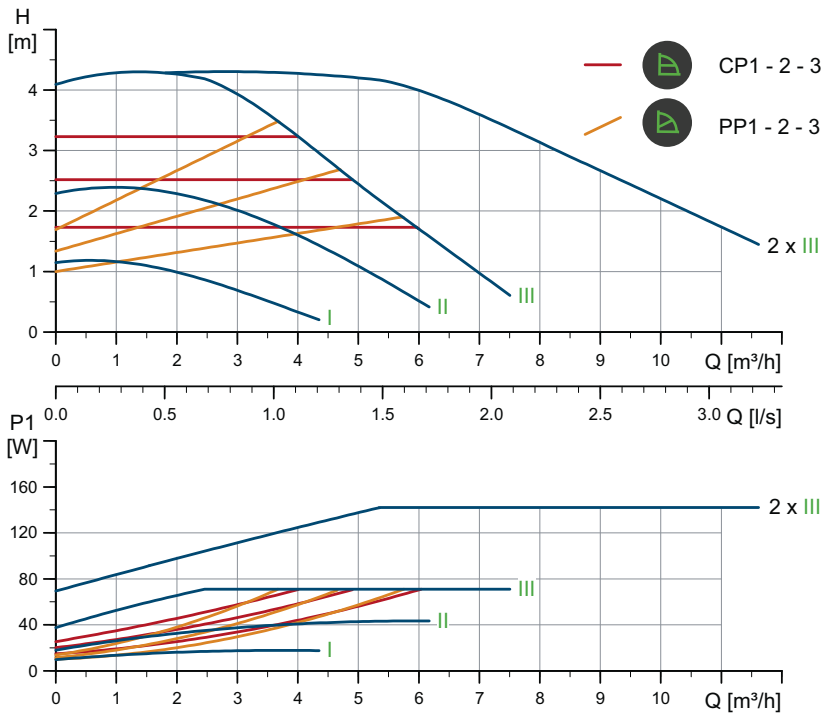 H
[m]
4
3
2
1
0
CP1 - 2 - 3
PP1 - 2 - 3
2 x III
III
II
I
0 1 2 3 4 5 6 7 8 9 10 Q [m³/h]
0.0 0.5 1.0 1.5 2.0 2.5 3.0 Q [l/s]
P1
[W]
160
120
80
40
0
2 x III
III
II
I
0 1 2 3 4 5 6 7 8 9 10 Q [m³/h]